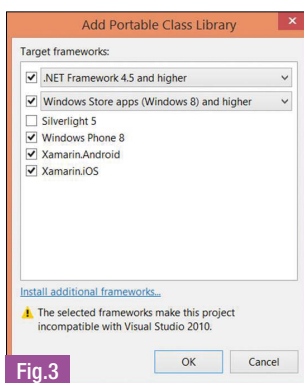 Add Portable Class Library
Target frameworks:
.NET Framework 4.5 and higher
Windows Store apps (Windows 8) and higher
Silverlight 5
Windows Phone 8
Xamarin.Android
Xamarin.iOS
Install additional frameworks...
The selected frameworks make this project
incompatible with Visual Studio 2010.
OK Cancel
Fig.3